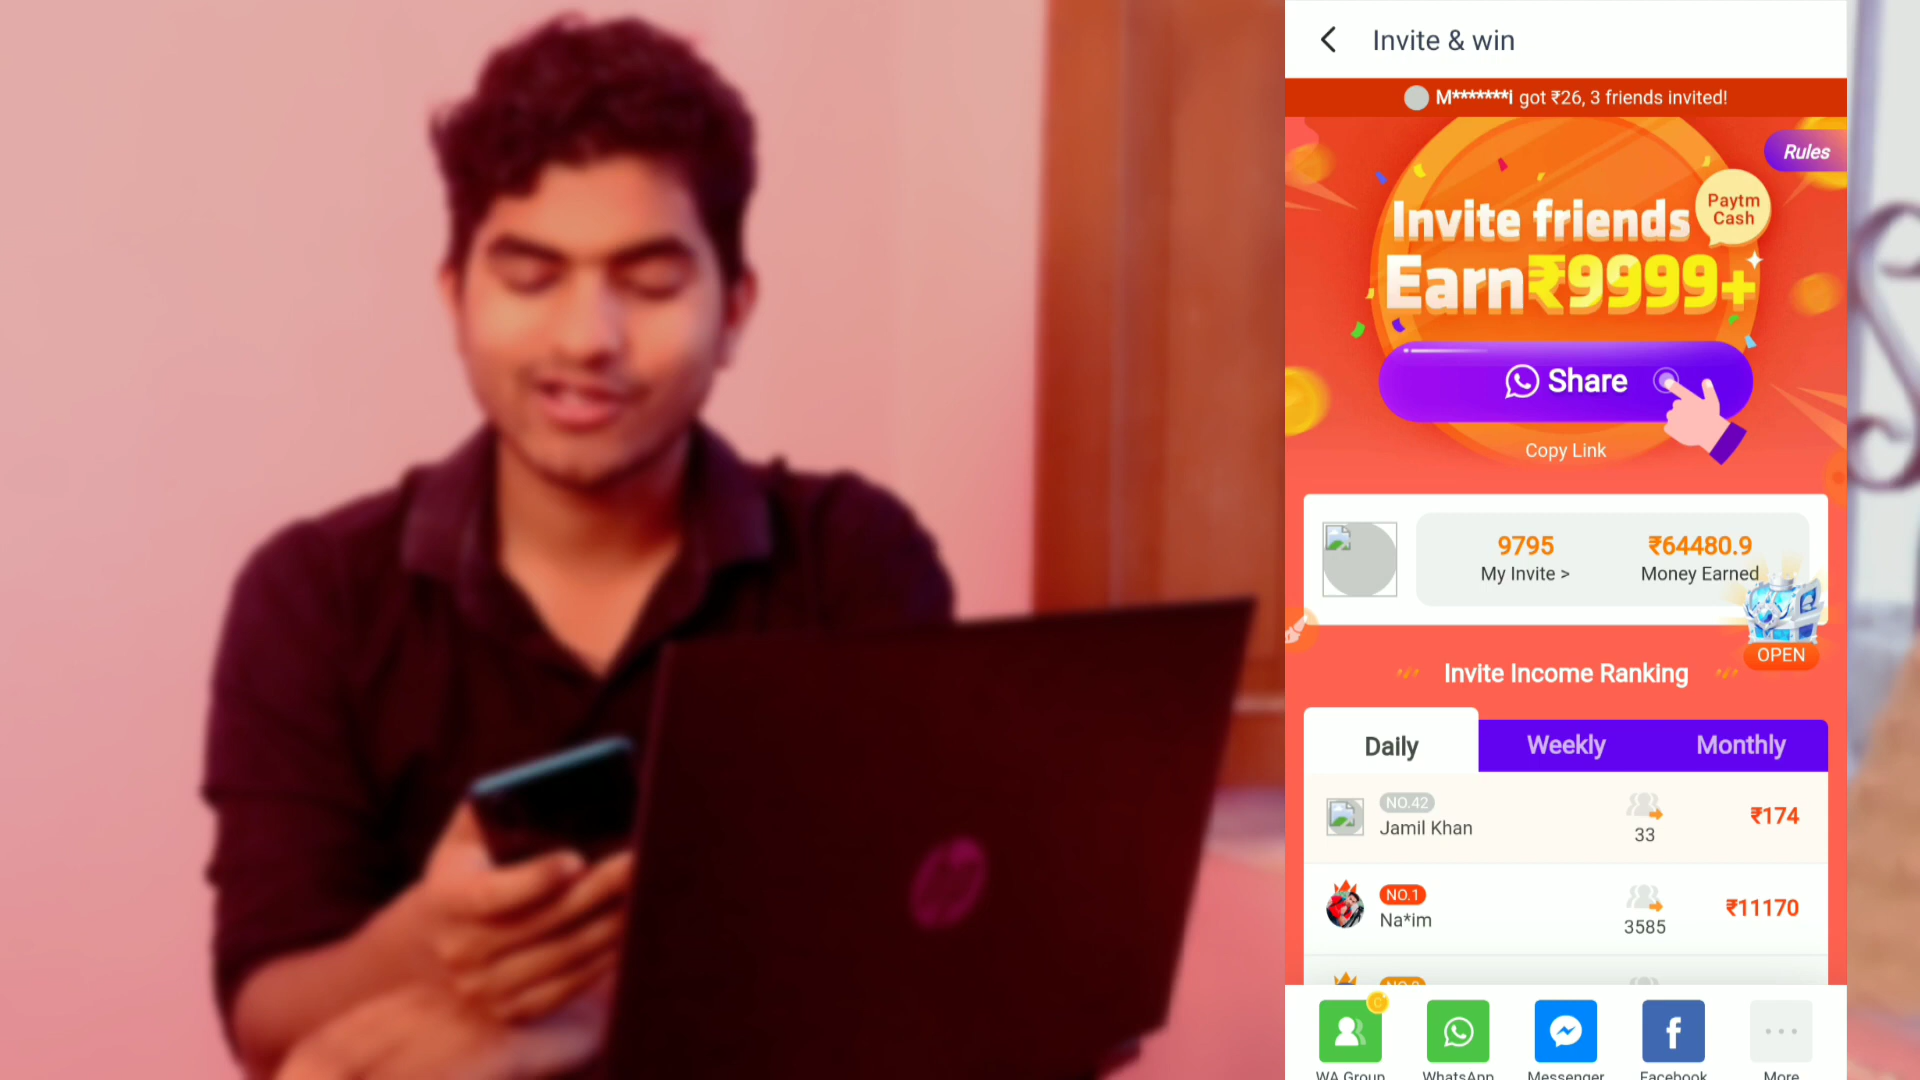 Invite & win
M*******i got ₹26, 3 friends invited!
Rules
Invite friends
Paytm
Cash
Earn₹9999+
Share
Copy Link
9795
My Invite >
₹64480.9
Money Earned
OPEN
Invite Income Ranking
Daily
Weekly
Monthly
NO.42
Jamil Khan
33
₹174
NO.1
Na*im
3585
₹11170
WA Group
WhatsApp
Messenger
Facebook
More